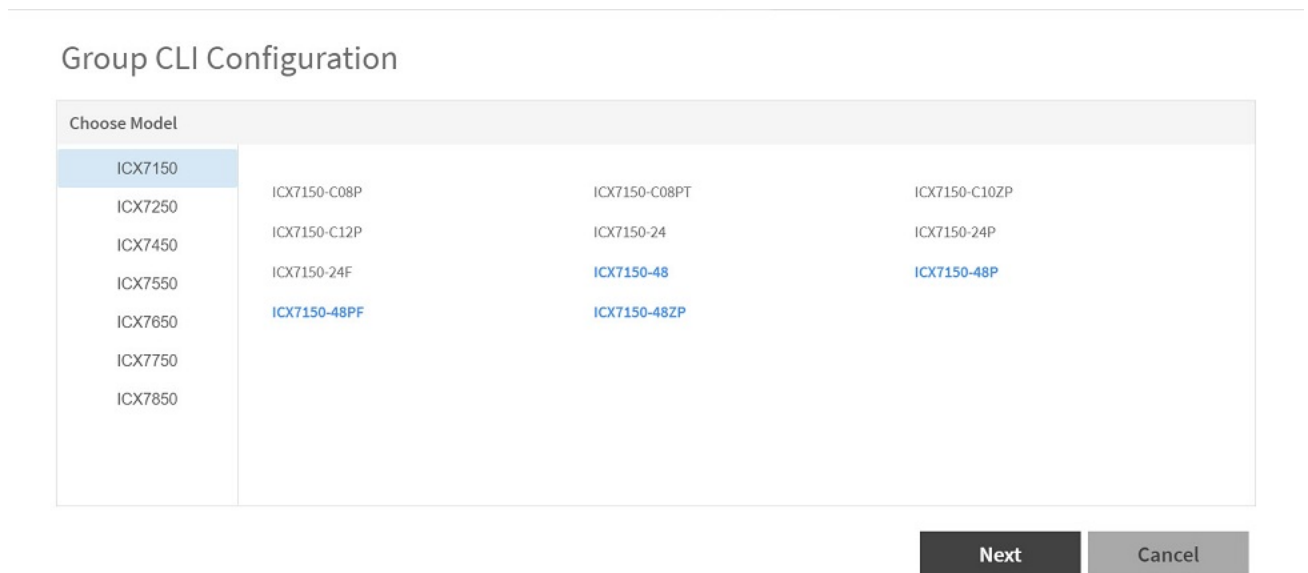 Group CLI Configuration
Choose Model
ICX7150
ICX7250
ICX7450
ICX7550
ICX7650
ICX7750
ICX7850
ICX7150-C08P ICX7150-C08PT ICX7150-C10ZP
ICX7150-C12P ICX7150-24 ICX7150-24P
ICX7150-24F ICX7150-48 ICX7150-48P
ICX7150-48PF ICX7150-48ZP
Next Cancel